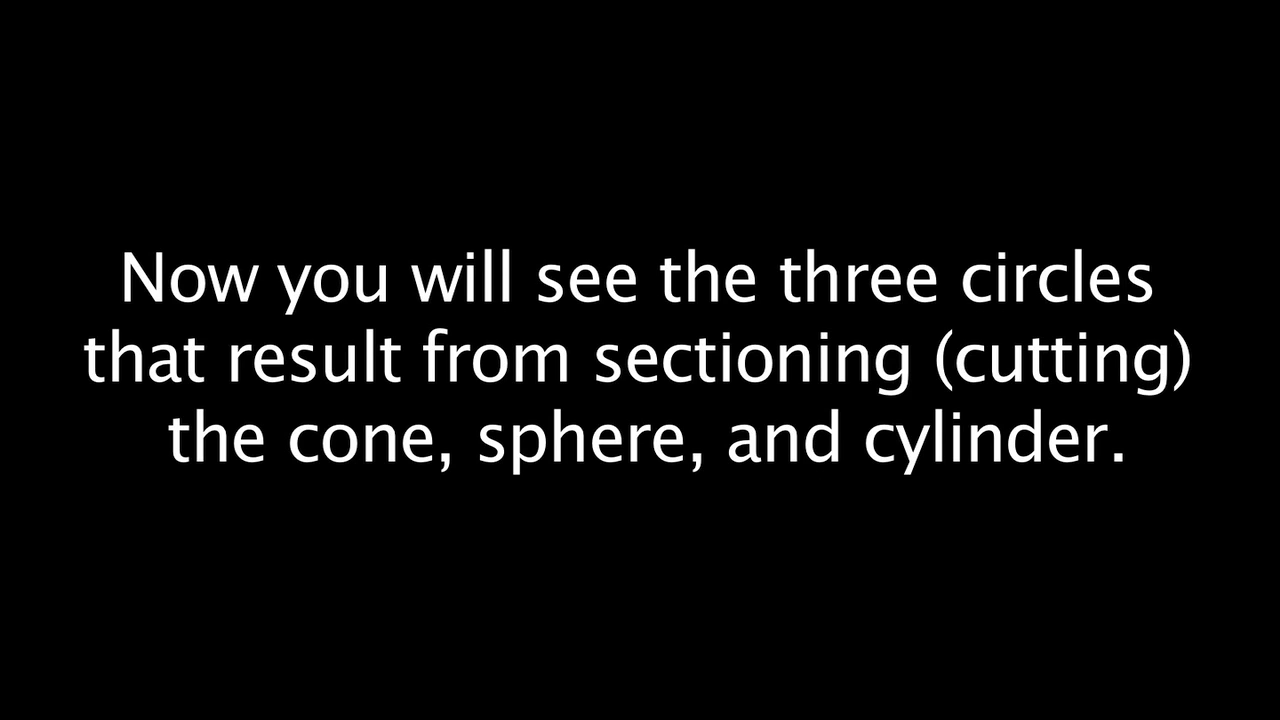 Now you will see the three circles
that result from sectioning (cutting)
the cone, sphere, and cylinder.